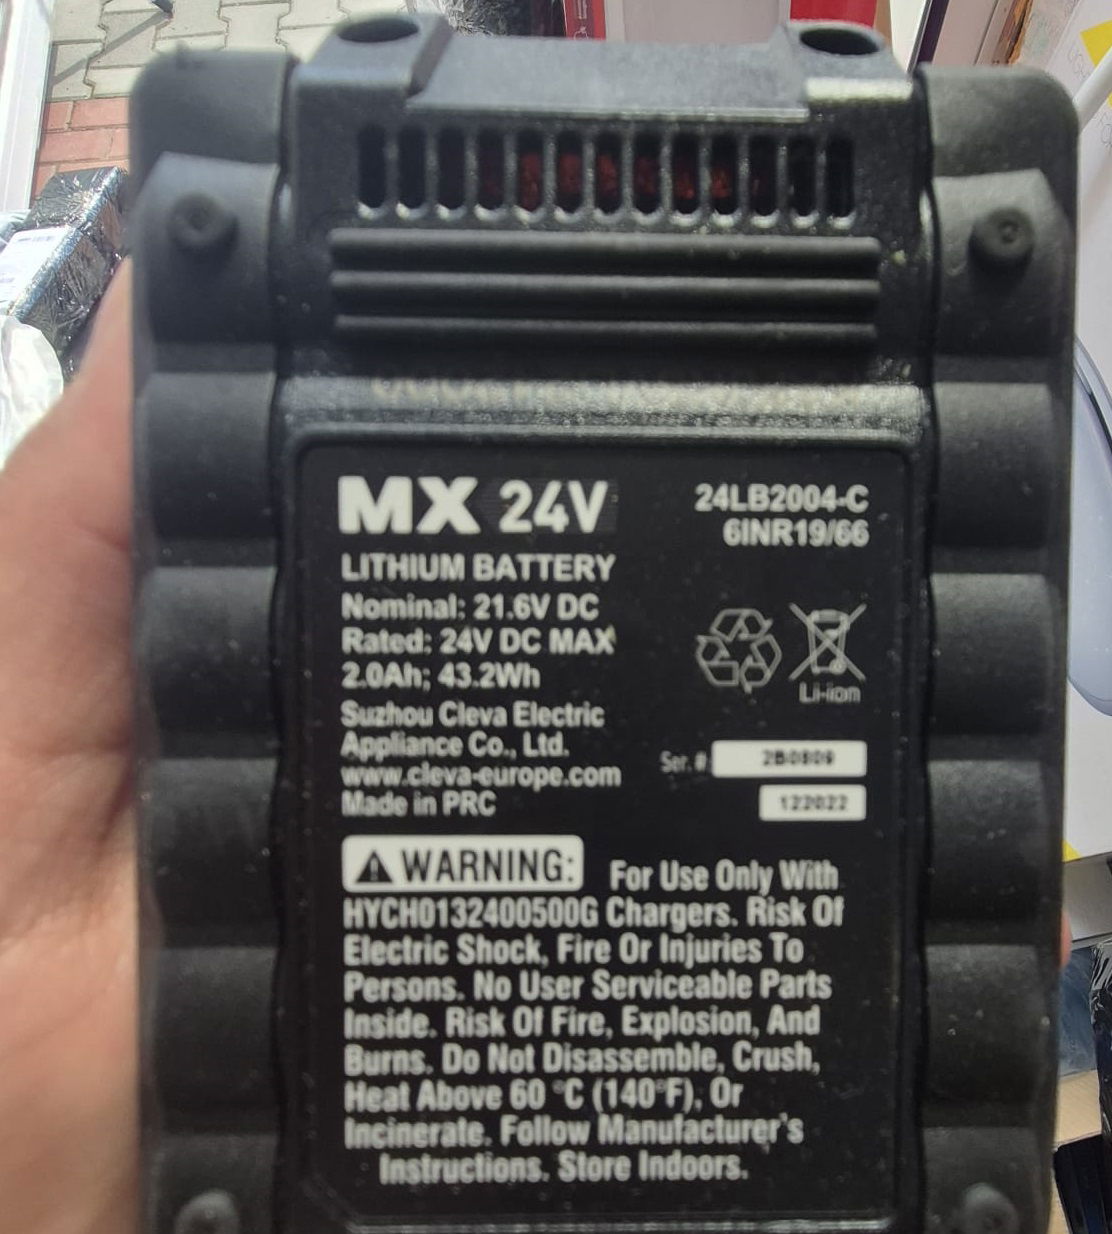 MX 24V
24LB2004-C
6INR19/66
LITHIUM BATTERY
Nominal: 21.6V DC
Rated: 24V DC MAX
2.0Ah; 43.2Wh
Li-ion
Suzhou Cleva Electric
Appliance Co., Ltd.
www.cleva-europe.com
Made in PRC
Ser. #: 2B0809
122022
WARNING: For Use Only With
HYCH0132400500G Chargers. Risk Of
Electric Shock, Fire Or Injuries To
Persons. No User Serviceable Parts
Inside. Risk Of Fire, Explosion, And
Burns. Do Not Disassemble, Crush,
Heat Above 60 °C (140°F), Or
Incinerate. Follow Manufacturer's
Instructions. Store Indoors.